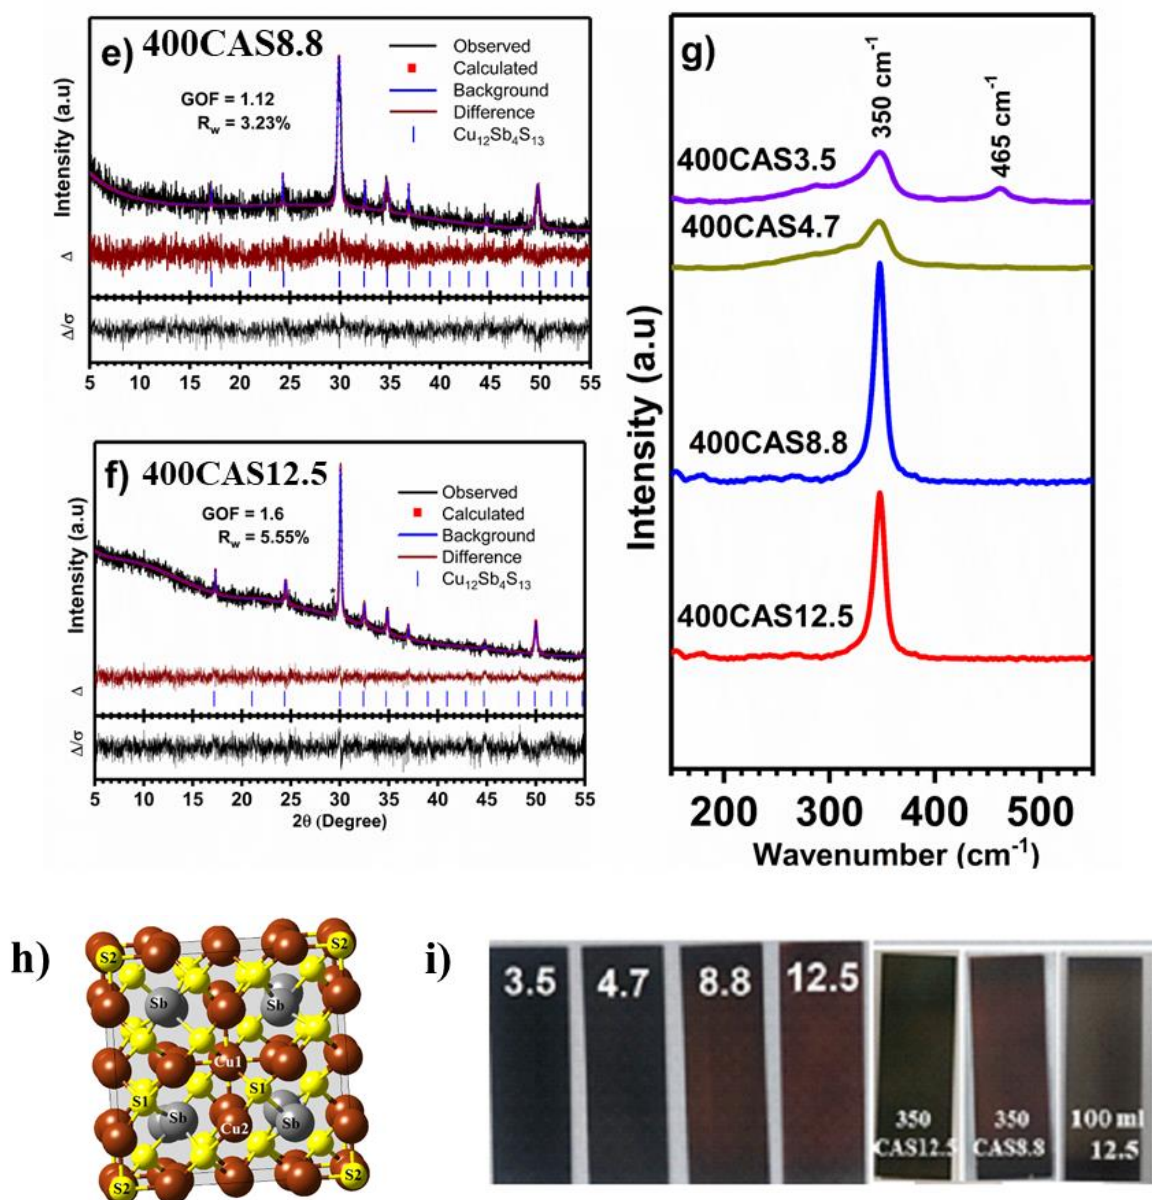 e) 400CAS8.8
GOF = 1.12
R_w = 3.23%
Observed
Calculated
Background
Difference
Cu₁₂Sb₄S₁₃
Intensity (a.u)
Δ
Δ/σ
5 10 15 20 25 30 35 40 45 50 55
f) 400CAS12.5
GOF = 1.6
R_w = 5.55%
Observed
Calculated
Background
Difference
Cu₁₂Sb₄S₁₃
*
Intensity (a.u)
Δ
Δ/σ
5 10 15 20 25 30 35 40 45 50 55
2θ (Degree)
g)
350 cm⁻¹
465 cm⁻¹
400CAS3.5
400CAS4.7
400CAS8.8
400CAS12.5
Intensity (a.u)
200 300 400 500
Wavenumber (cm⁻¹)
h)
S2 S2
Sb Sb
Cu1
S1 S1
Sb Cu2
S2 S2
i)
3.5 4.7 8.8 12.5
350
CAS12.5
350
CAS8.8
100 ml
12.5